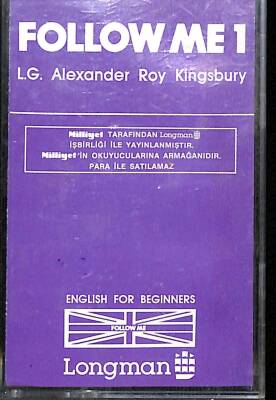 FOLLOW ME 1
L.G. Alexander Roy Kingsbury
Milliyet TARAFINDAN Longman
İŞBİRLİĞİ İLE YAYINLANMIŞTIR.
Milliyet'İN OKUYUCULARINA ARMAĞANIDIR.
PARA İLE SATILAMAZ
ENGLISH FOR BEGINNERS
FOLLOW ME
Longman